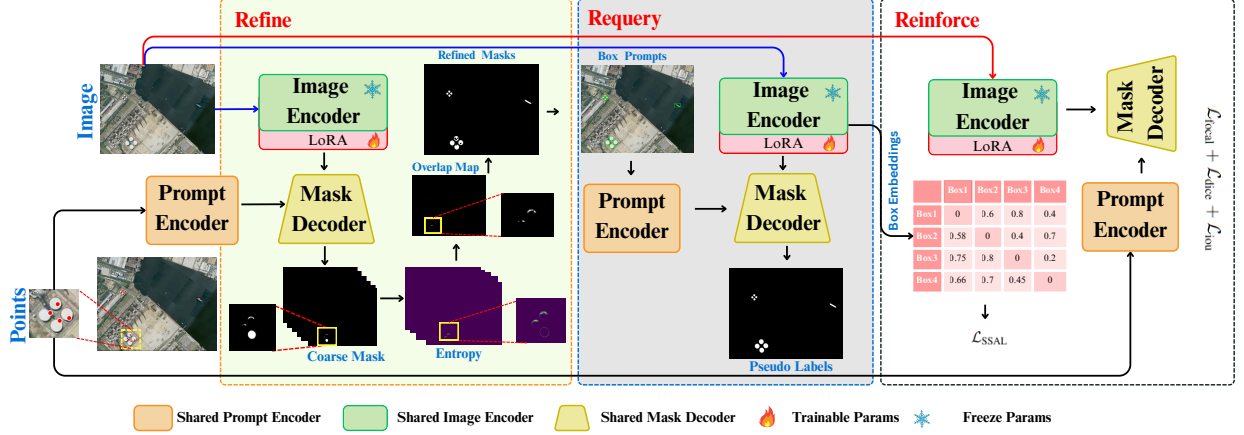 Refine
Requery
Reinforce
Image
Points
Image
Encoder
LoRA
Refined Masks
Prompt
Encoder
Mask
Decoder
Overlap Map
Coarse Mask
Entropy
Box Prompts
Image
Encoder
LoRA
Prompt
Encoder
Mask
Decoder
Pseudo Labels
Box Embeddings
Image
Encoder
LoRA
Mask
Decoder
Prompt
Encoder
Box1 Box2 Box3 Box4
Box1 0 0.6 0.8 0.4
Box2 0.58 0 0.4 0.7
Box3 0.75 0.8 0 0.2
Box4 0.66 0.7 0.45 0
ℒSSAL
ℒfocal + ℒdice + ℒiou
Shared Prompt Encoder
Shared Image Encoder
Shared Mask Decoder
Trainable Params
Freeze Params